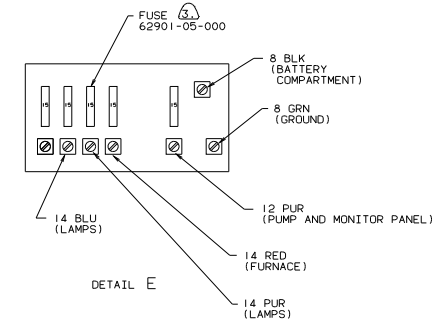 FUSE 3.
62901-05-000
8 BLK
(BATTERY
COMPARTMENT)
15 15 15 15 15
8 GRN
(GROUND)
12 PUR
(PUMP AND MONITOR PANEL)
14 BLU
(LAMPS)
14 RED
(FURNACE)
DETAIL E
14 PUR
(LAMPS)